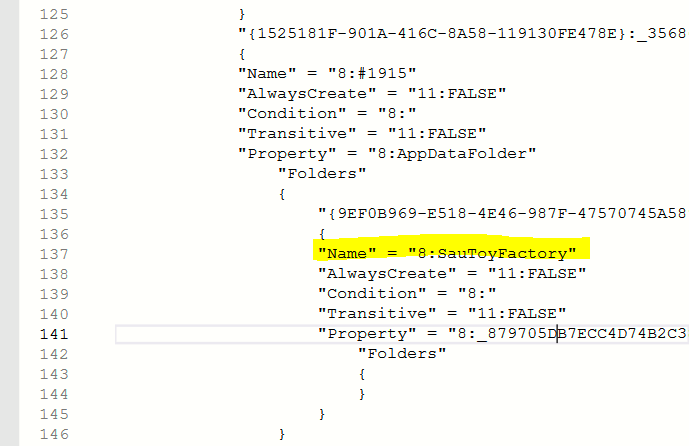 125 }
126 "{1525181F-901A-416C-8A58-119130FE478E}:_3568
127 {
128 "Name" = "8:#1915"
129 "AlwaysCreate" = "11:FALSE"
130 "Condition" = "8:"
131 "Transitive" = "11:FALSE"
132 "Property" = "8:AppDataFolder"
133 "Folders"
134 {
135 "{9EF0B969-E518-4E46-987F-47570745A58
136 {
137 "Name" = "8:SauToyFactory"
138 "AlwaysCreate" = "11:FALSE"
139 "Condition" = "8:"
140 "Transitive" = "11:FALSE"
141 "Property" = "8:_879705DB7ECC4D74B2C3
142 "Folders"
143 {
144 }
145 }
146 }